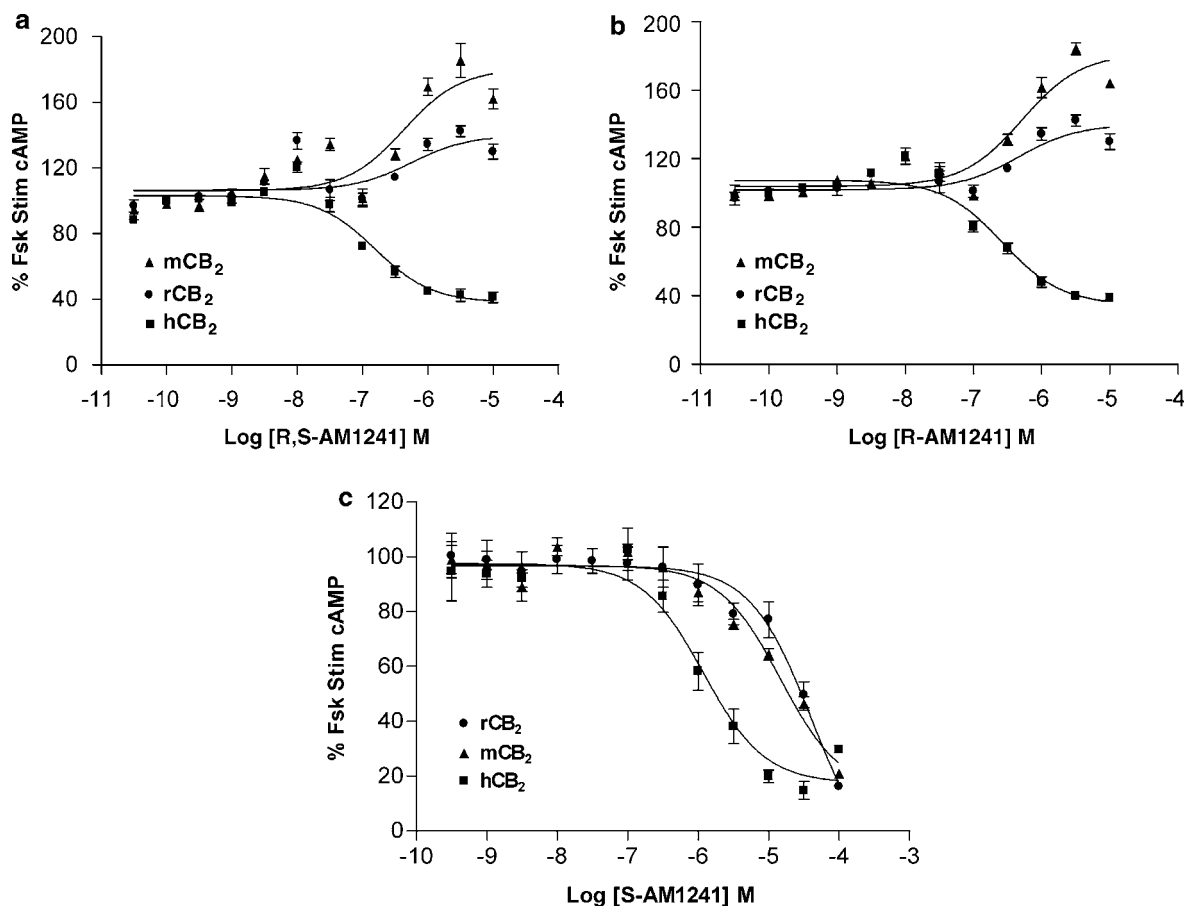 a
200
160
120
80
40
0
% Fsk Stim cAMP
mCB₂
rCB₂
hCB₂
-11 -10 -9 -8 -7 -6 -5 -4
Log [R,S-AM1241] M
b
200
160
120
80
40
0
% Fsk Stim cAMP
mCB₂
rCB₂
hCB₂
-11 -10 -9 -8 -7 -6 -5 -4
Log [R-AM1241] M
c
120
100
80
60
40
20
0
% Fsk Stim cAMP
rCB₂
mCB₂
hCB₂
-10 -9 -8 -7 -6 -5 -4 -3
Log [S-AM1241] M